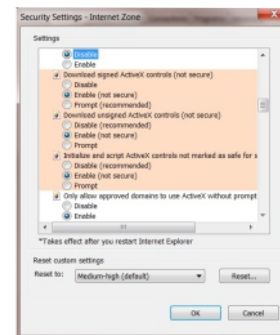 Security Settings - Internet Zone
Settings
Disable
Enable
Download signed ActiveX controls (not secure)
Disable
Enable (not secure)
Prompt (recommended)
Download unsigned ActiveX controls (not secure)
Disable (recommended)
Enable (not secure)
Prompt
Initialize and script ActiveX controls not marked as safe for s
Disable (recommended)
Enable (not secure)
Prompt
Only allow approved domains to use ActiveX without prompt
Disable
Enable
*Takes effect after you restart Internet Explorer
Reset custom settings
Reset to:
Medium-high (default)
Reset...
OK
Cancel